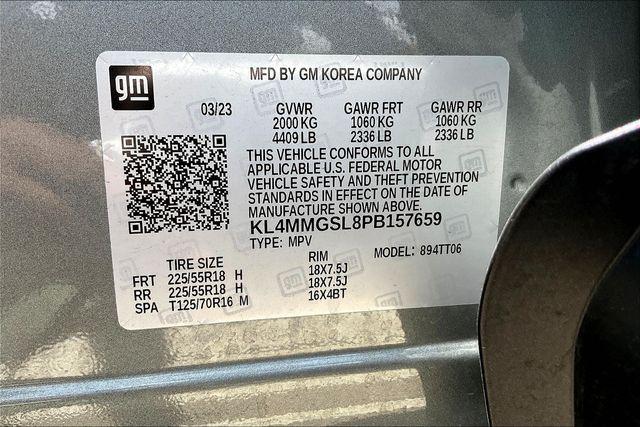 gm
MFD BY GM KOREA COMPANY
03/23 GVWR GAWR FRT GAWR RR
2000 KG 1060 KG 1060 KG
4409 LB 2336 LB 2336 LB
THIS VEHICLE CONFORMS TO ALL
APPLICABLE U.S. FEDERAL MOTOR
VEHICLE SAFETY AND THEFT PREVENTION
STANDARDS IN EFFECT ON THE DATE OF
MANUFACTURE SHOWN ABOVE.
KL4MMGSL8PB157659
TYPE: MPV MODEL: 894TT06
TIRE SIZE RIM
FRT 225/55R18 H 18X7.5J
RR 225/55R18 H 18X7.5J
SPA T125/70R16 M 16X4BT